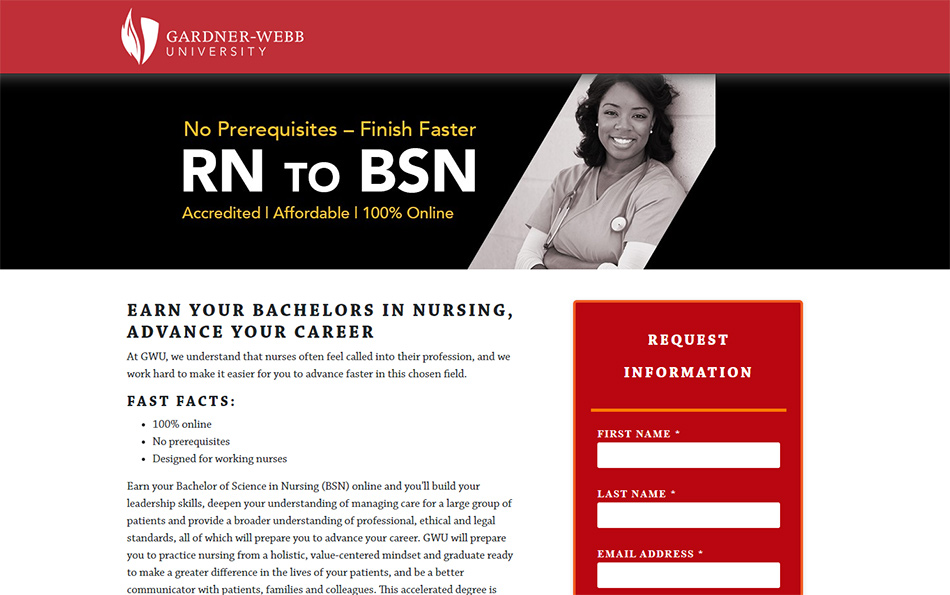 GARDNER-WEBB
UNIVERSITY
No Prerequisites – Finish Faster
RN TO BSN
Accredited | Affordable | 100% Online
EARN YOUR BACHELORS IN NURSING,
ADVANCE YOUR CAREER
At GWU, we understand that nurses often feel called into their profession, and we
work hard to make it easier for you to advance faster in this chosen field.
FAST FACTS:
• 100% online
• No prerequisites
• Designed for working nurses
Earn your Bachelor of Science in Nursing (BSN) online and you'll build your
leadership skills, deepen your understanding of managing care for a large group of
patients and provide a broader understanding of professional, ethical and legal
standards, all of which will prepare you to advance your career. GWU will prepare
you to practice nursing from a holistic, value-centered mindset and graduate ready
to make a greater difference in the lives of your patients, and be a better
communicator with patients, families and colleagues. This accelerated degree is
REQUEST
INFORMATION
FIRST NAME *
LAST NAME *
EMAIL ADDRESS *